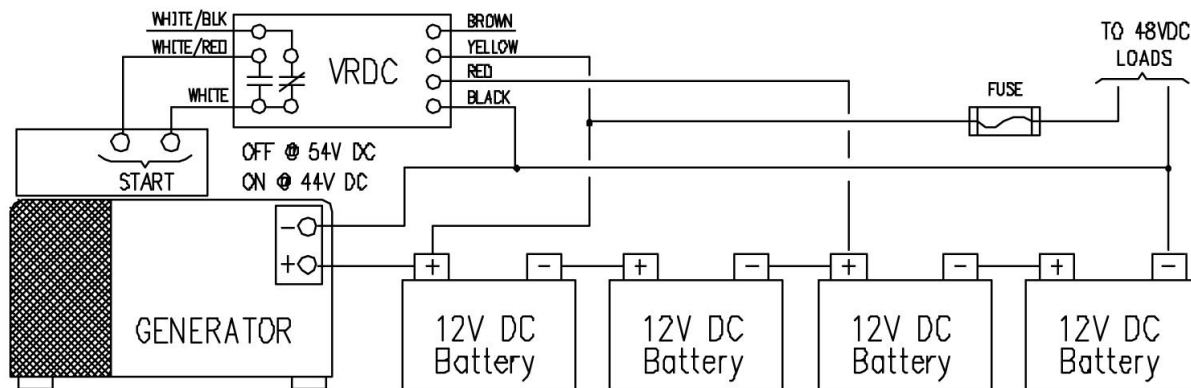 WHITE/BLK
WHITE/RED
WHITE
VRDC
BROWN
YELLOW
RED
BLACK
TO 48VDC
LOADS
FUSE
START
OFF @ 54V DC
ON @ 44V DC
-
+
GENERATOR
+ - + - + - + -
12V DC
Battery
12V DC
Battery
12V DC
Battery
12V DC
Battery